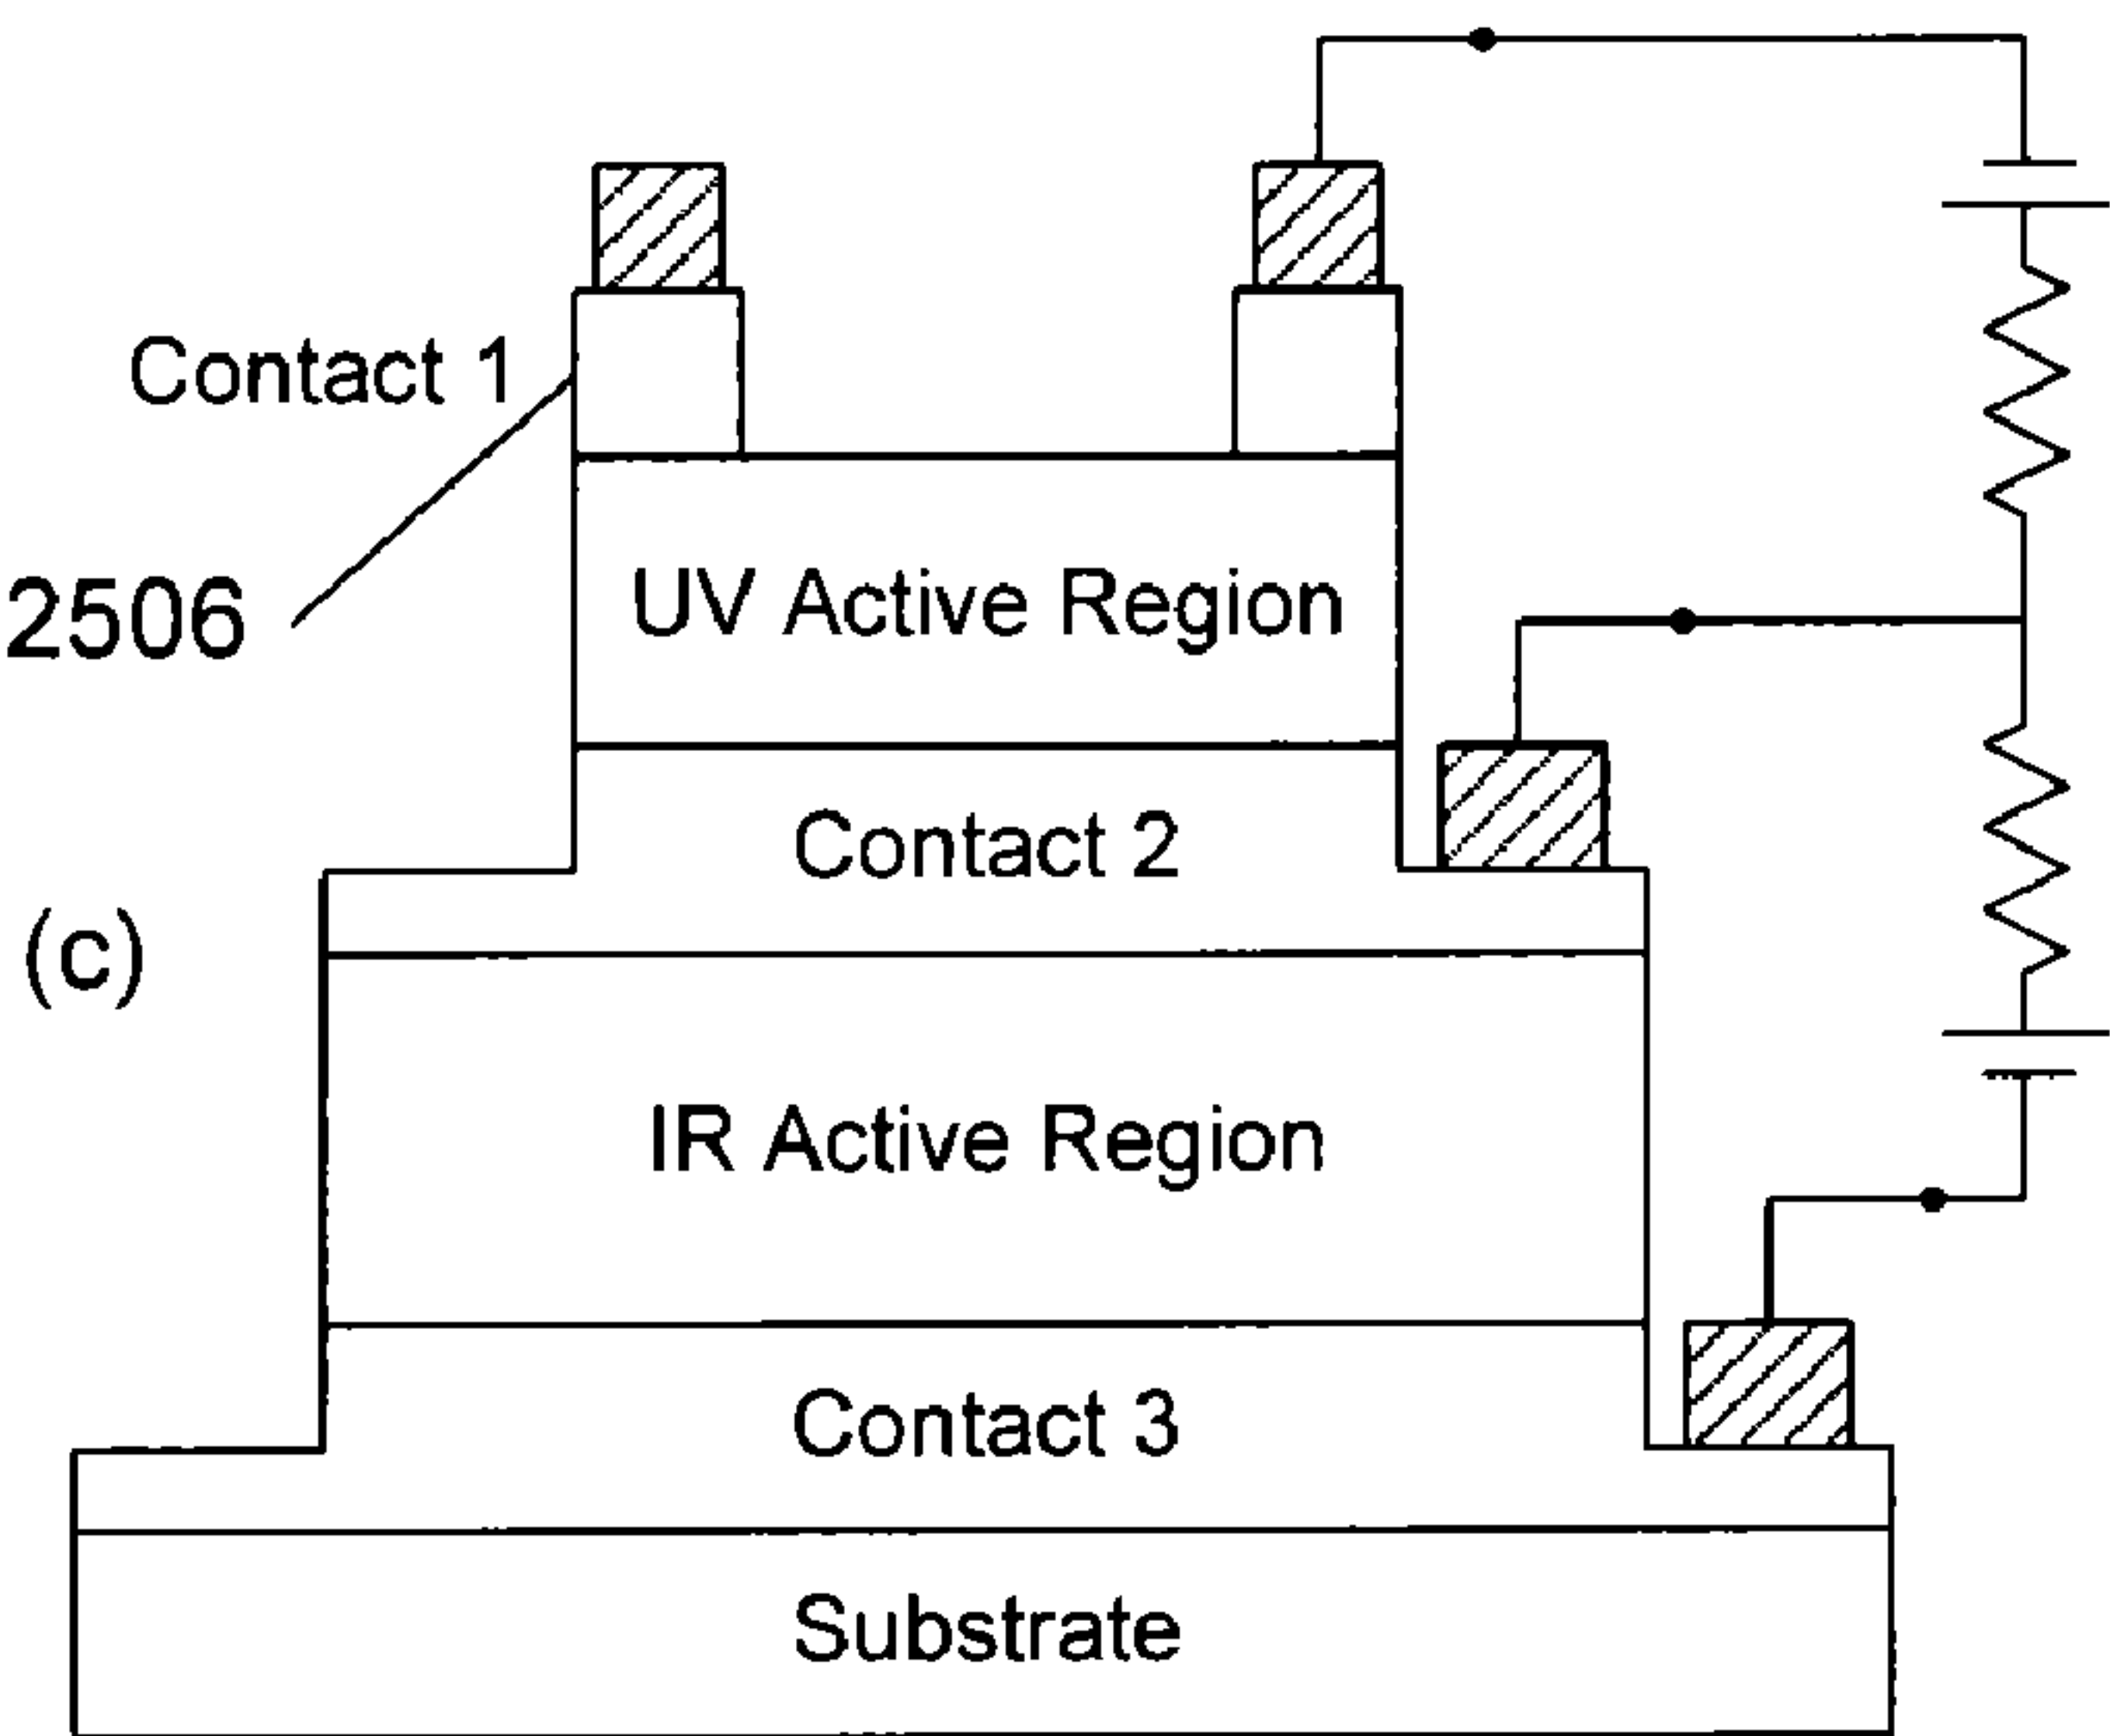 Contact 1
2506
UV Active Region
Contact 2
(c)
IR Active Region
Contact 3
Substrate